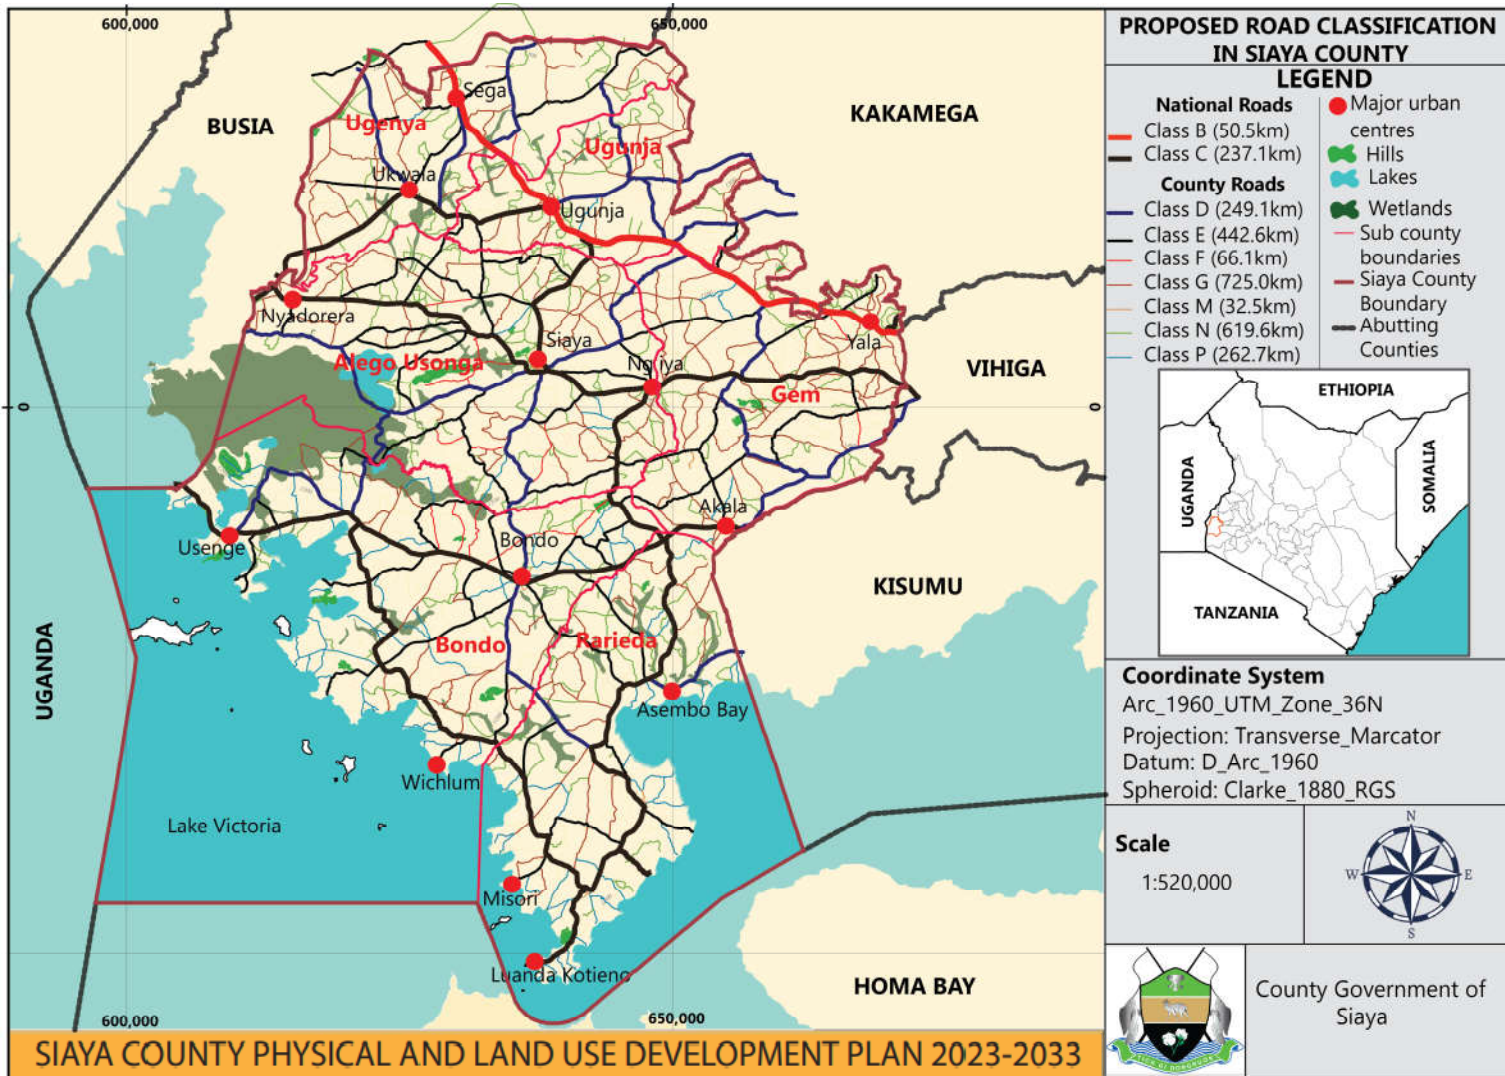 600,000
650,000
BUSIA
KAKAMEGA
Sega
Ugenya
Ugunja
Ukwala
Ugunja
Nyadorera
Siaya
Yala
Alego Usonga
Ng'iya
VIHIGA
Gem
0
0
Akala
Usenge
Bondo
KISUMU
Bondo
Rarieda
UGANDA
Asembo Bay
Wichlum
Lake Victoria
Misori
Luanda Kotieno
HOMA BAY
600,000
650,000
SIAYA COUNTY PHYSICAL AND LAND USE DEVELOPMENT PLAN 2023-2033
PROPOSED ROAD CLASSIFICATION
IN SIAYA COUNTY
LEGEND
National Roads
Class B (50.5km)
Class C (237.1km)
County Roads
Class D (249.1km)
Class E (442.6km)
Class F (66.1km)
Class G (725.0km)
Class M (32.5km)
Class N (619.6km)
Class P (262.7km)
Major urban
centres
Hills
Lakes
Wetlands
Sub county
boundaries
Siaya County
Boundary
Abutting
Counties
ETHIOPIA
UGANDA
SOMALIA
TANZANIA
Coordinate System
Arc_1960_UTM_Zone_36N
Projection: Transverse_Marcator
Datum: D_Arc_1960
Spheroid: Clarke_1880_RGS
Scale
1:520,000
N
W
E
S
County Government of
Siaya